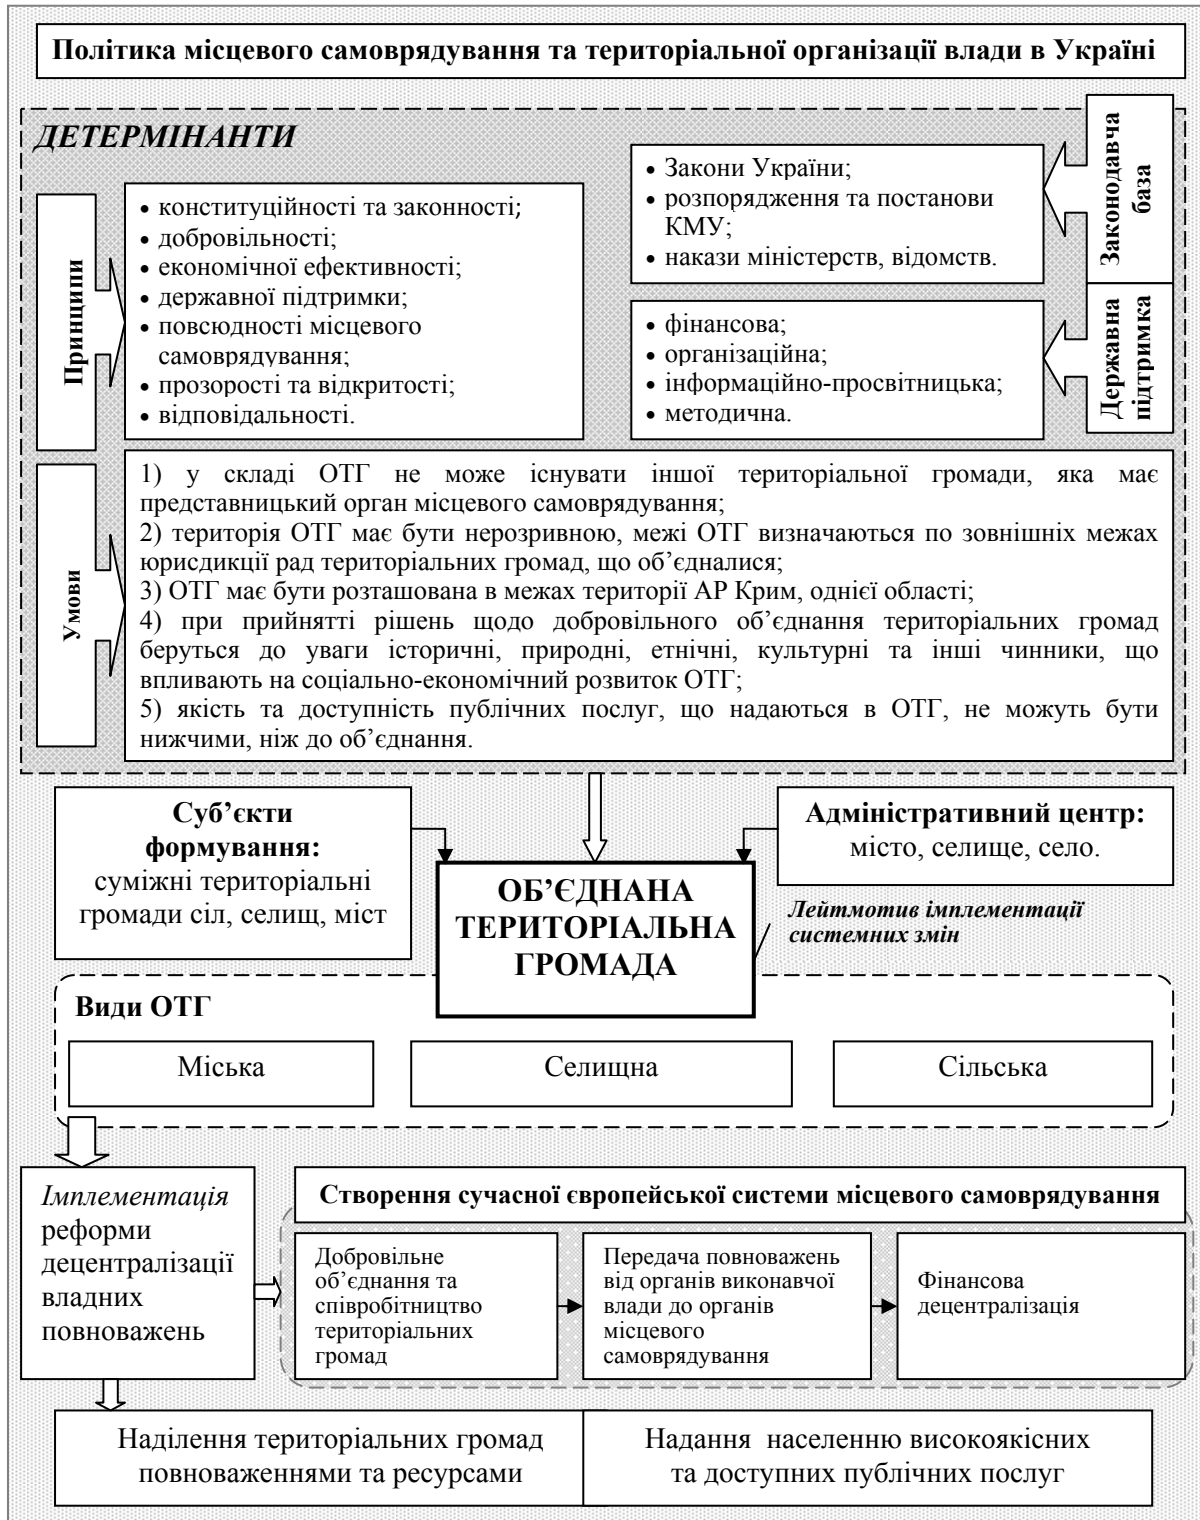 Політика місцевого самоврядування та територіальної організації влади в Україні
ДЕТЕРМІНАНТИ
Принципи
• конституційності та законності;
• добровільності;
• економічної ефективності;
• державної підтримки;
• повсюдності місцевого
самоврядування;
• прозорості та відкритості;
• відповідальності.
• Закони України;
• розпорядження та постанови
КМУ;
• накази міністерств, відомств.
Законодавча
база
• фінансова;
• організаційна;
• інформаційно-просвітницька;
• методична.
Державна
підтримка
Умови
1) у складі ОТГ не може існувати іншої територіальної громади, яка має
представницький орган місцевого самоврядування;
2) територія ОТГ має бути нерозривною, межі ОТГ визначаються по зовнішніх межах
юрисдикції рад територіальних громад, що об’єдналися;
3) ОТГ має бути розташована в межах території АР Крим, однієї області;
4) при прийнятті рішень щодо добровільного об’єднання територіальних громад
беруться до уваги історичні, природні, етнічні, культурні та інші чинники, що
впливають на соціально-економічний розвиток ОТГ;
5) якість та доступність публічних послуг, що надаються в ОТГ, не можуть бути
нижчими, ніж до об’єднання.
Суб’єкти
формування:
суміжні територіальні
громади сіл, селищ, міст
Адміністративний центр:
місто, селище, село.
ОБ’ЄДНАНА
ТЕРИТОРІАЛЬНА
ГРОМАДА
Лейтмотив імплементації
системних змін
Види ОТГ
Міська
Селищна
Сільська
Імплементація
реформи
децентралізації
владних
повноважень
Створення сучасної європейської системи місцевого самоврядування
Добровільне
об’єднання та
співробітництво
територіальних
громад
Передача повноважень
від органів виконавчої
влади до органів
місцевого
самоврядування
Фінансова
децентралізація
Наділення територіальних громад
повноваженнями та ресурсами
Надання населенню високоякісних
та доступних публічних послуг